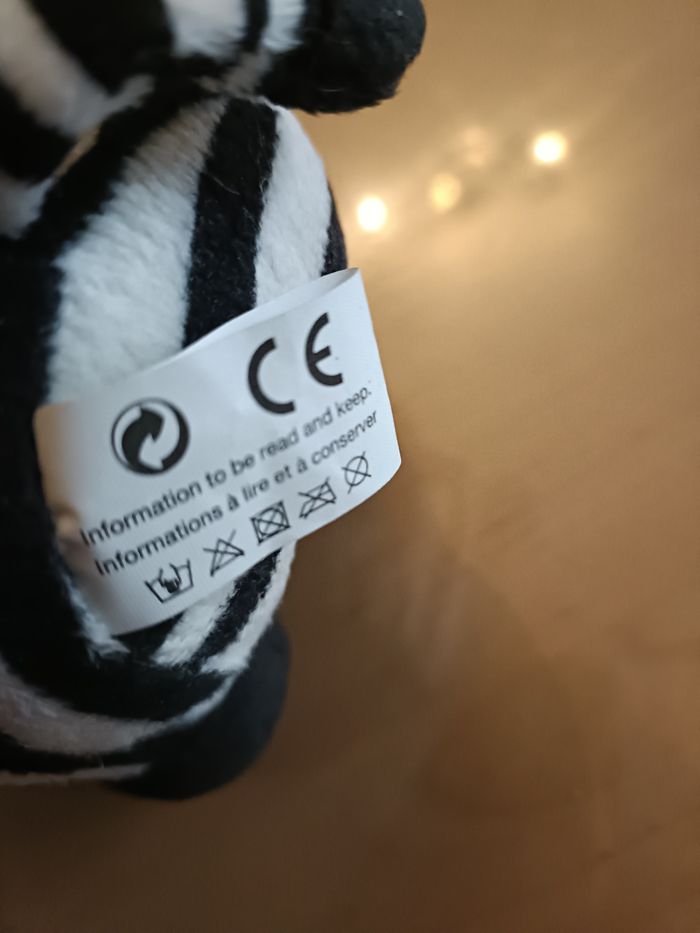 CE
Information to be read and keep.
Informations à lire et à conserver